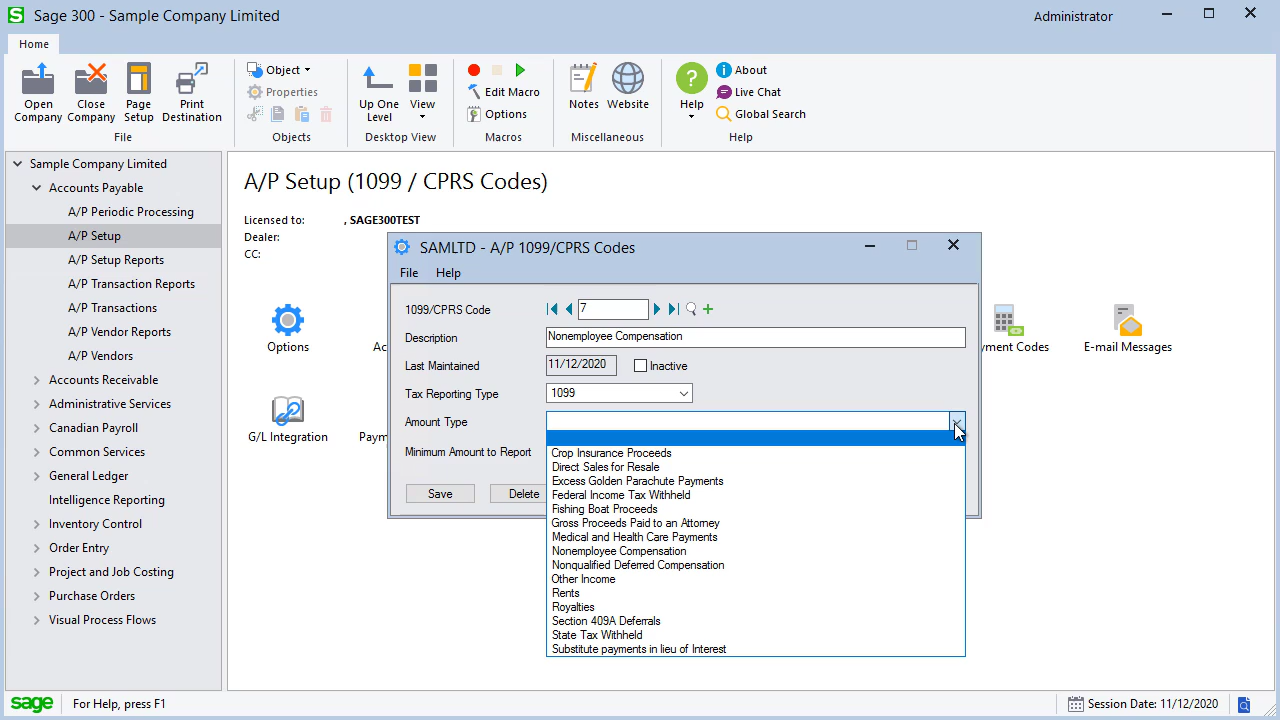 S Sage 300 - Sample Company Limited
Administrator
Home
Open Company
Close Company
Page Setup
Print Destination
File
Object
Properties
Objects
Up One Level
View
Desktop View
Edit Macro
Options
Macros
Notes
Website
Miscellaneous
? Help
About
Live Chat
Global Search
Help
Sample Company Limited
Accounts Payable
A/P Periodic Processing
A/P Setup
A/P Setup Reports
A/P Transaction Reports
A/P Transactions
A/P Vendor Reports
A/P Vendors
Accounts Receivable
Administrative Services
Canadian Payroll
Common Services
General Ledger
Intelligence Reporting
Inventory Control
Order Entry
Project and Job Costing
Purchase Orders
Visual Process Flows
A/P Setup (1099 / CPRS Codes)
Licensed to: , SAGE300TEST
Dealer:
CC:
Options
Ac
yment Codes
E-mail Messages
G/L Integration
Paym
SAMLTD - A/P 1099/CPRS Codes
File Help
1099/CPRS Code 7
Description Nonemployee Compensation
Last Maintained 11/12/2020 Inactive
Tax Reporting Type 1099
Amount Type
Minimum Amount to Report
Save Delete
Crop Insurance Proceeds
Direct Sales for Resale
Excess Golden Parachute Payments
Federal Income Tax Withheld
Fishing Boat Proceeds
Gross Proceeds Paid to an Attorney
Medical and Health Care Payments
Nonemployee Compensation
Nonqualified Deferred Compensation
Other Income
Rents
Royalties
Section 409A Deferrals
State Tax Withheld
Substitute payments in lieu of Interest
sage For Help, press F1
Session Date: 11/12/2020